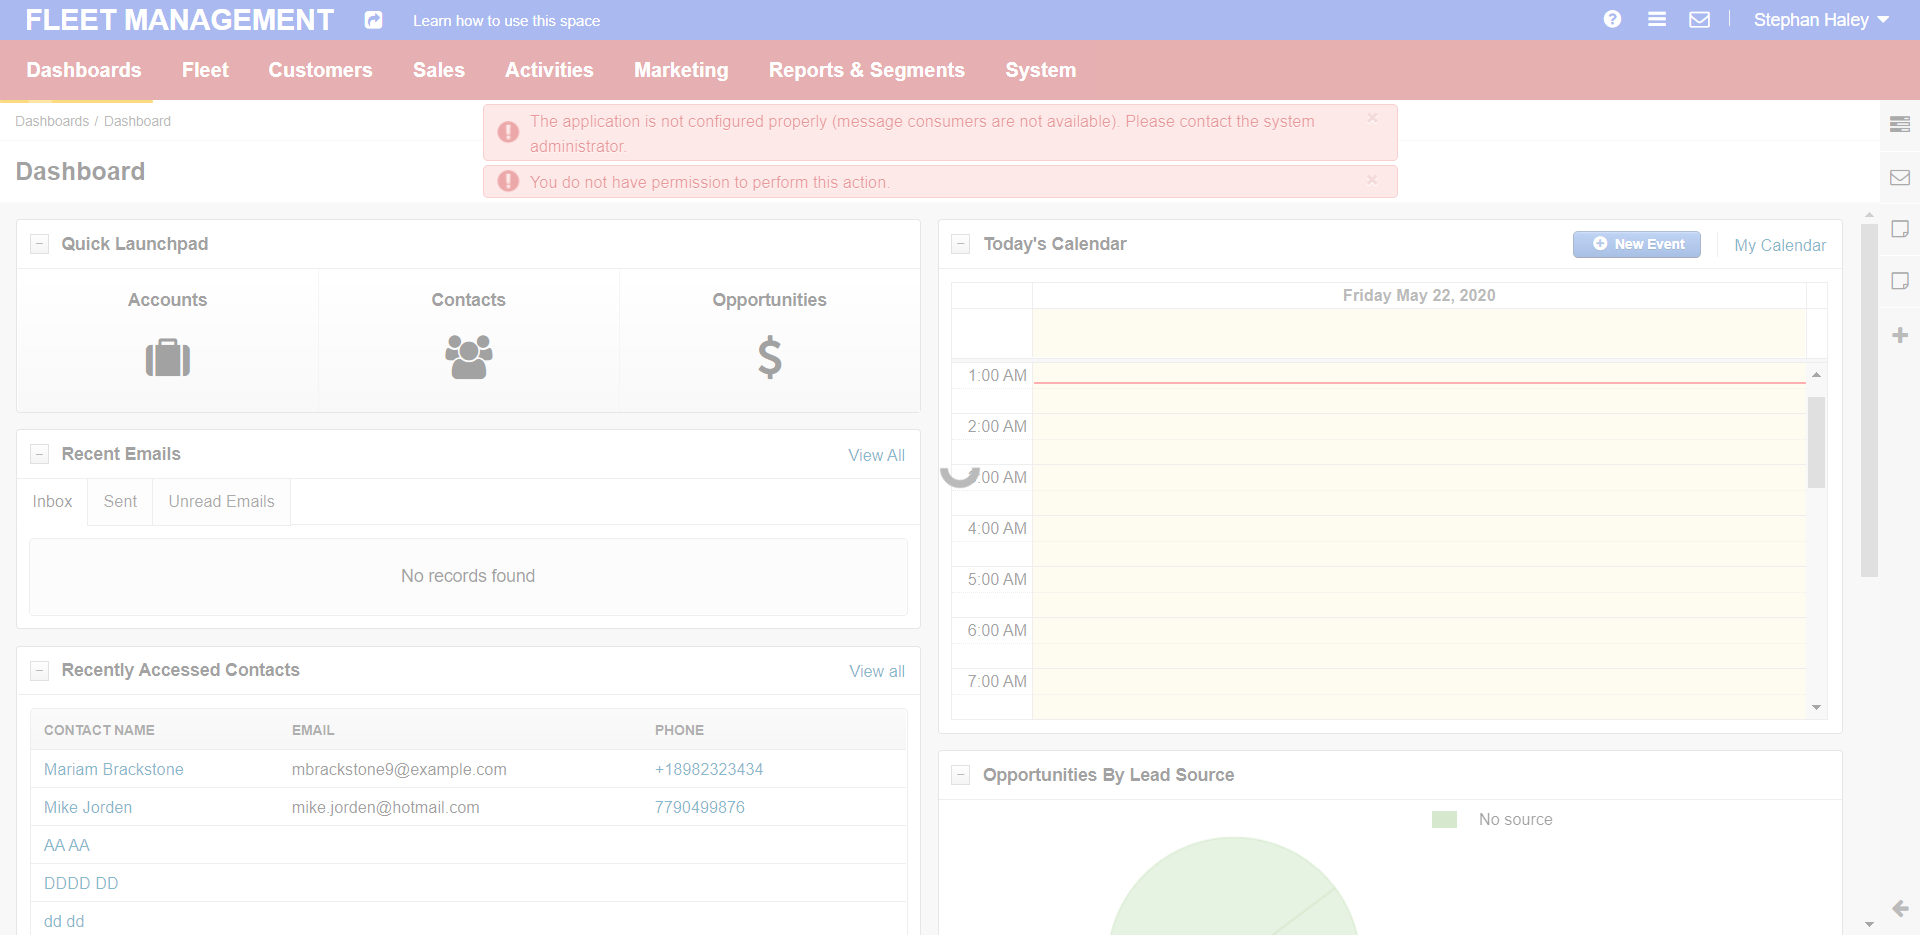 FLEET MANAGEMENT
Learn how to use this space
Stephan Haley
Dashboards
Fleet
Customers
Sales
Activities
Marketing
Reports & Segments
System
Dashboards / Dashboard
The application is not configured properly (message consumers are not available). Please contact the system
administrator.
You do not have permission to perform this action.
Dashboard
Quick Launchpad
Accounts
Contacts
Opportunities
Recent Emails
View All
Inbox
Sent
Unread Emails
No records found
Recently Accessed Contacts
View all
CONTACT NAME EMAIL PHONE
Mariam Brackstone mbrackstone9@example.com +18982323434
Mike Jorden mike.jorden@hotmail.com 7790499876
AA AA
DDDD DD
dd dd
Today's Calendar
New Event
My Calendar
Friday May 22, 2020
1:00 AM
2:00 AM
:00 AM
4:00 AM
5:00 AM
6:00 AM
7:00 AM
Opportunities By Lead Source
No source